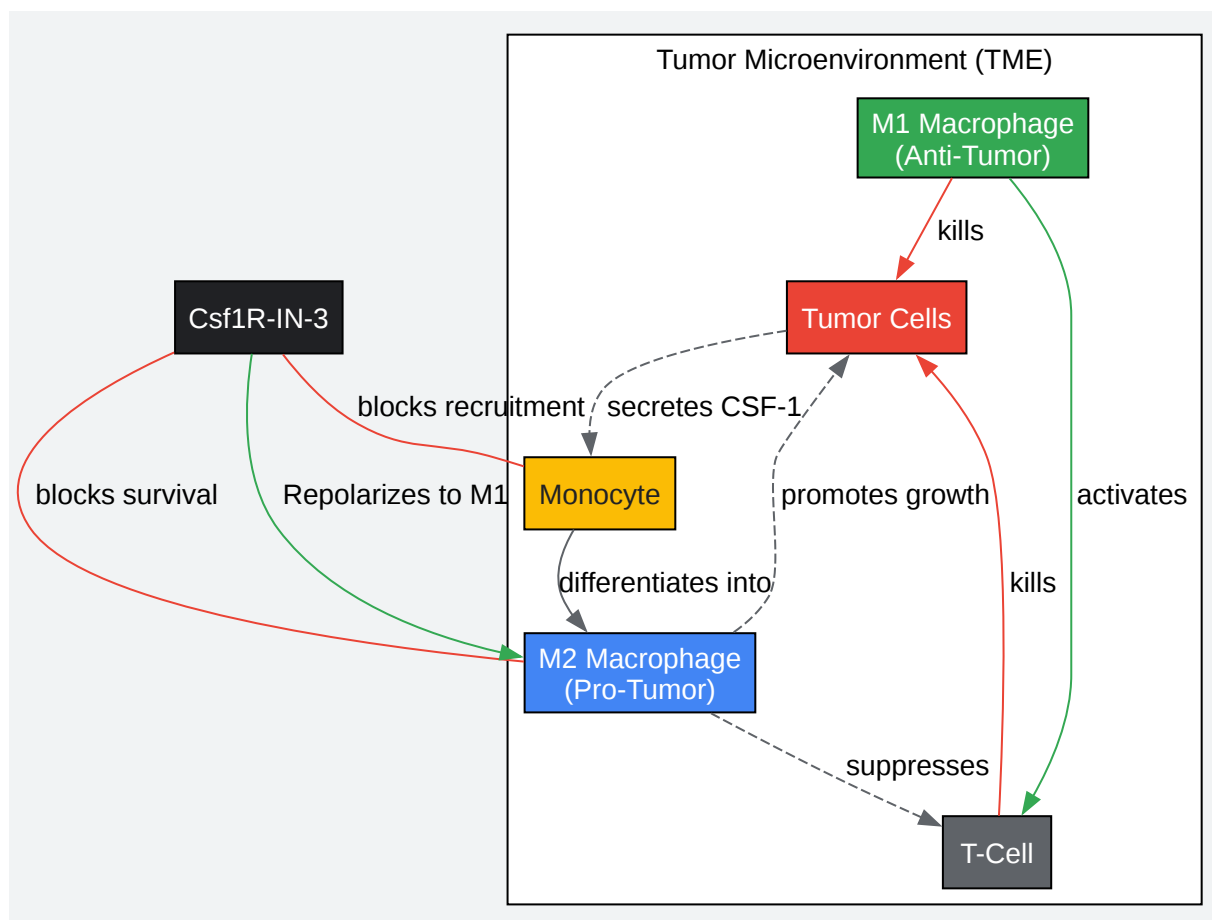 Tumor Microenvironment (TME)
M1 Macrophage
(Anti-Tumor)
kills
Csf1R-IN-3
Tumor Cells
blocks recruitment
secretes CSF-1
blocks survival
Repolarizes to M1
Monocyte
promotes growth
activates
differentiates into
kills
M2 Macrophage
(Pro-Tumor)
suppresses
T-Cell